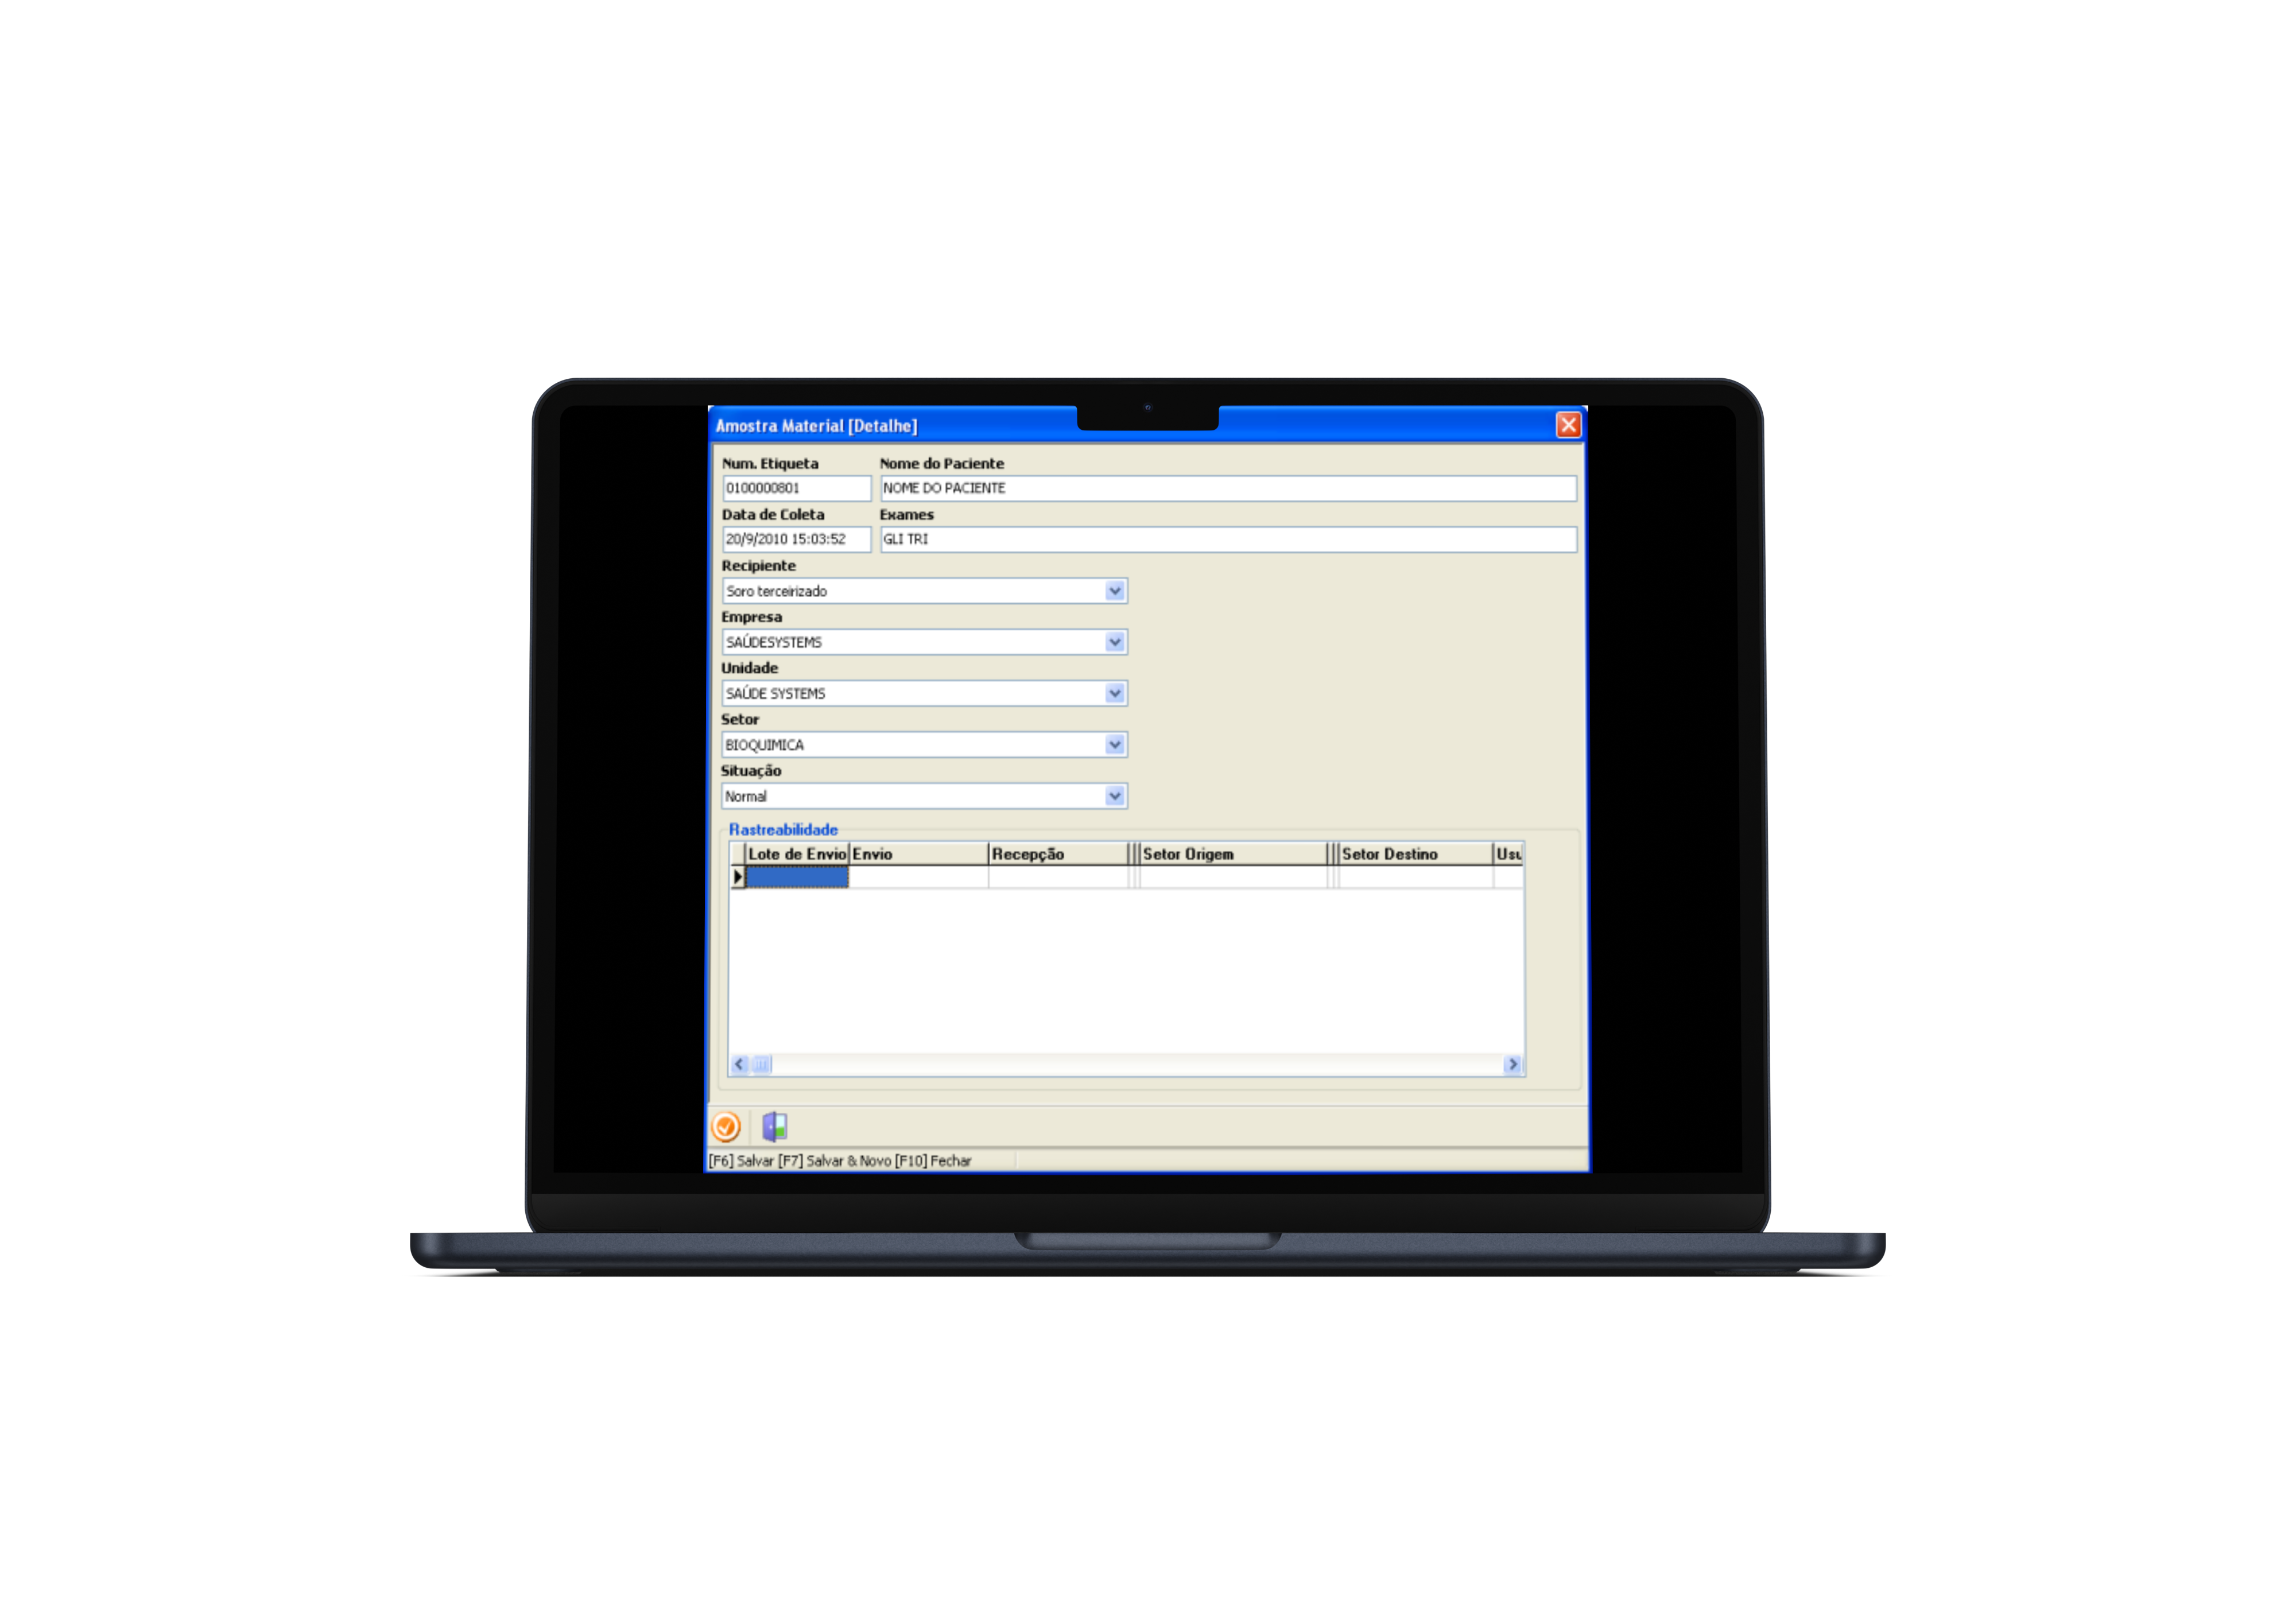 Amostra Material [Detalhe]
Num. Etiqueta Nome do Paciente
0100000801 NOME DO PACIENTE
Data de Coleta Exames
20/9/2010 15:03:52 GLI TRI
Recipiente
Soro terceirizado
Empresa
SAÚDESYSTEMS
Unidade
SAÚDE SYSTEMS
Setor
BIOQUIMICA
Situação
Normal
Rastreabilidade
Lote de Envio Envio Recepção Setor Origem Setor Destino Usu
[F6] Salvar [F7] Salvar & Novo [F10] Fechar